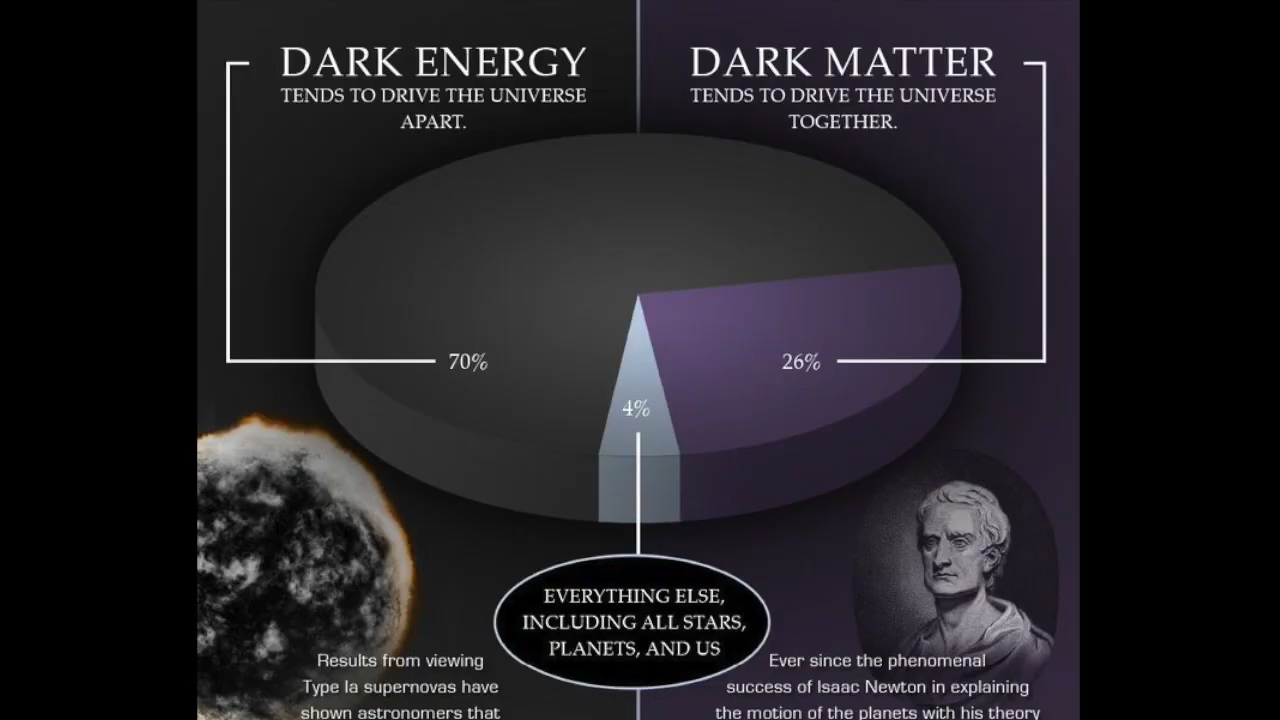 DARK ENERGY
TENDS TO DRIVE THE UNIVERSE
APART.
DARK MATTER
TENDS TO DRIVE THE UNIVERSE
TOGETHER.
70%
26%
4%
EVERYTHING ELSE,
INCLUDING ALL STARS,
PLANETS, AND US
Results from viewing
Type Ia supernovas have
shown astronomers that
Ever since the phenomenal
success of Isaac Newton in explaining
the motion of the planets with his theory